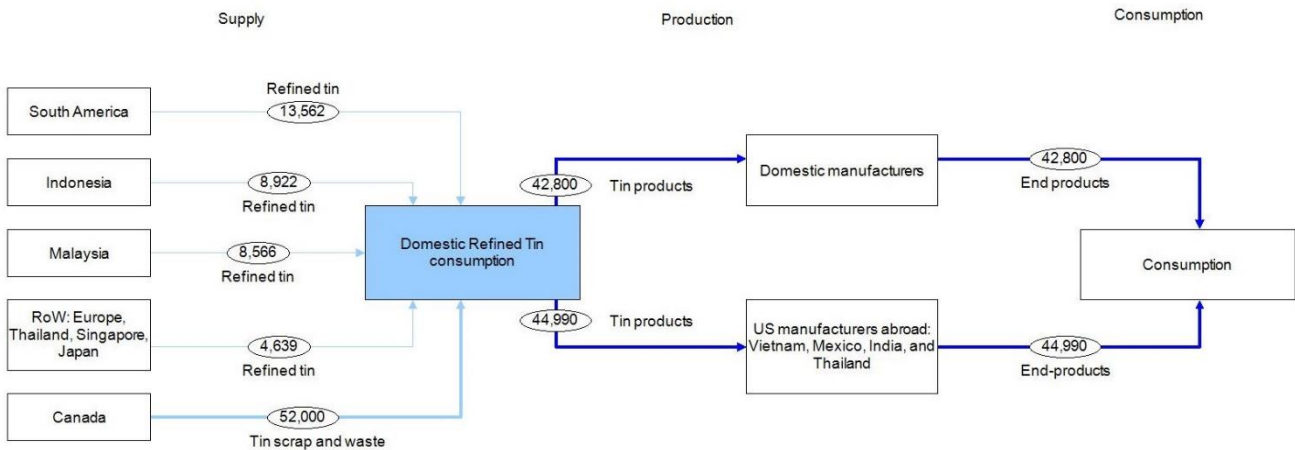 Supply
Production
Consumption
Refined tin
South America
13,562
Indonesia
8,922
Refined tin
Malaysia
8,566
Refined tin
RoW: Europe,
Thailand, Singapore,
Japan
4,639
Refined tin
Canada
52,000
Tin scrap and waste
Domestic Refined Tin
consumption
42,800
Tin products
44,990
Tin products
Domestic manufacturers
US manufacturers abroad:
Vietnam, Mexico, India, and
Thailand
42,800
End products
44,990
End-products
Consumption